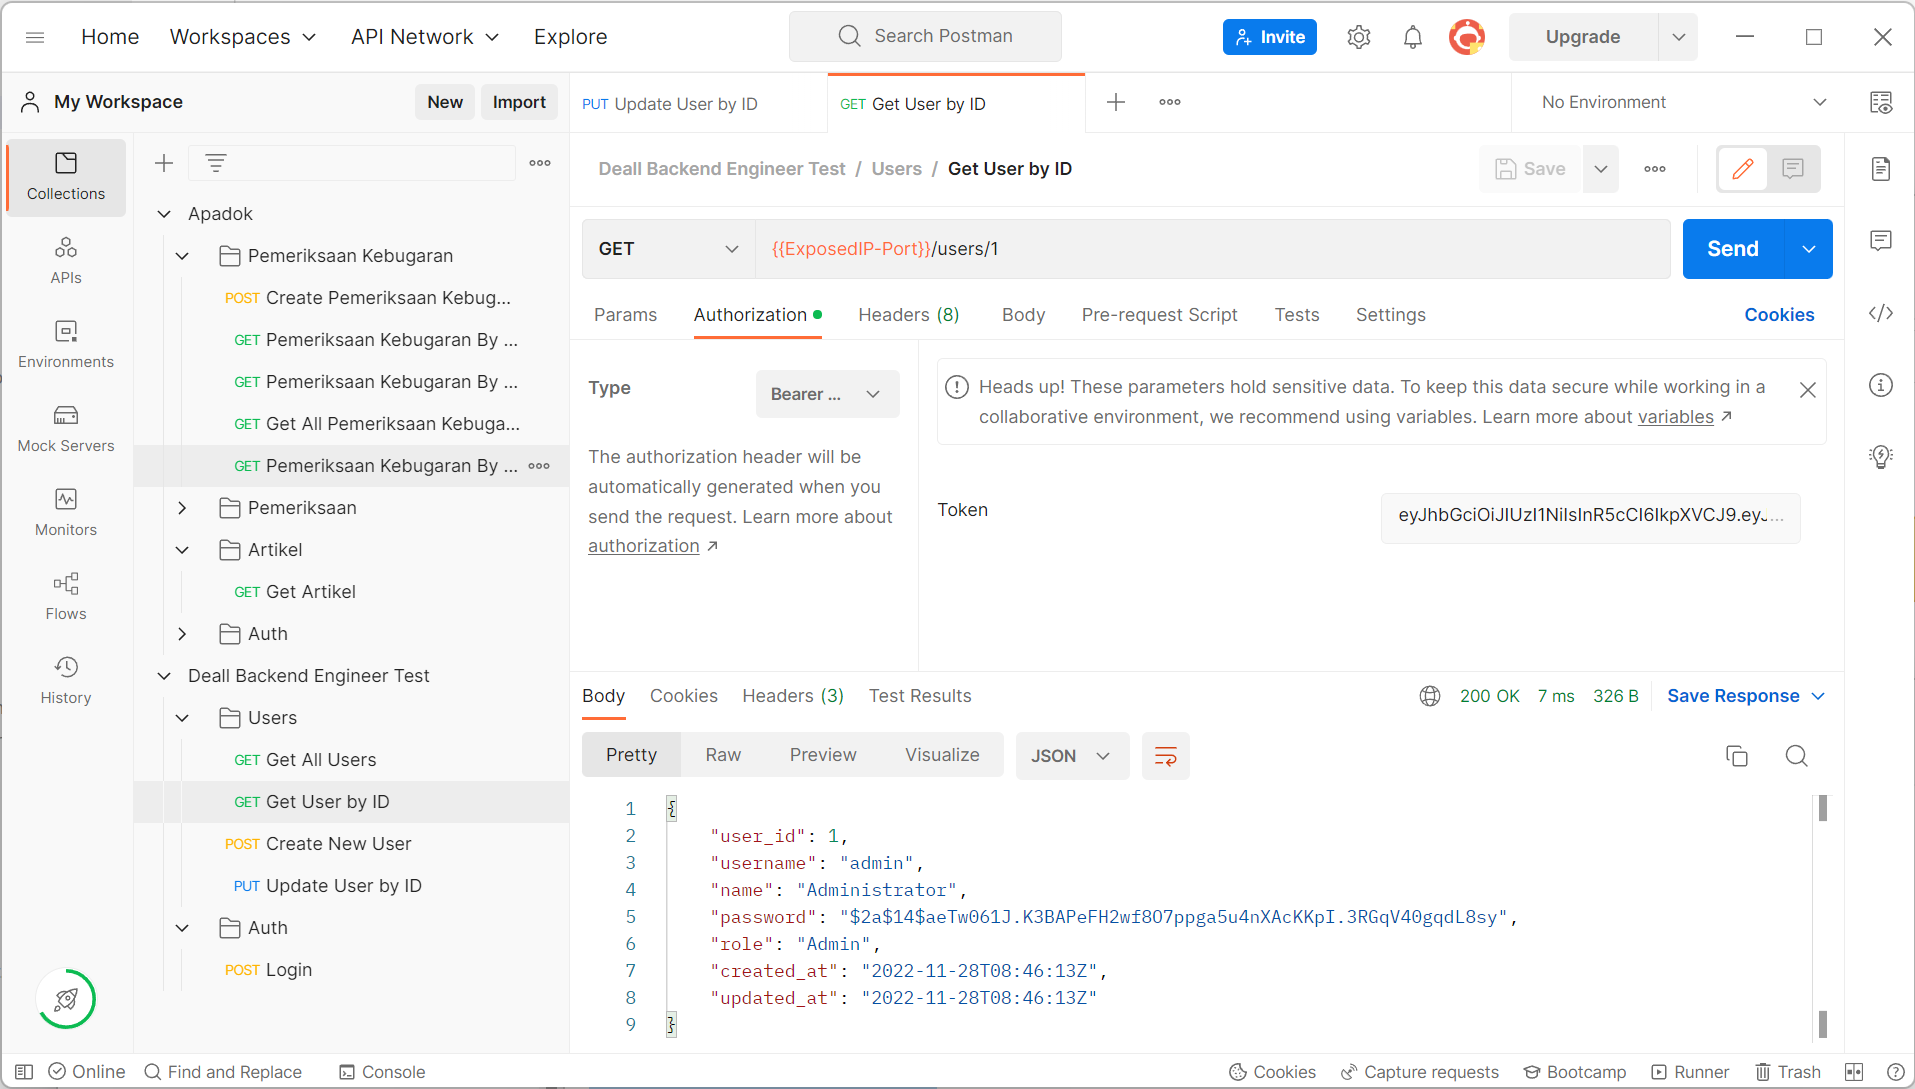 Home Workspaces API Network Explore Search Postman Invite Upgrade
My Workspace New Import
PUT Update User by ID GET Get User by ID No Environment
Collections
APIs
Environments
Mock Servers
Monitors
Flows
History
Apadok
Pemeriksaan Kebugaran
POST Create Pemeriksaan Kebug...
GET Pemeriksaan Kebugaran By ...
GET Pemeriksaan Kebugaran By ...
GET Get All Pemeriksaan Kebuga...
GET Pemeriksaan Kebugaran By ...
Pemeriksaan
Artikel
GET Get Artikel
Auth
Deall Backend Engineer Test
Users
GET Get All Users
GET Get User by ID
POST Create New User
PUT Update User by ID
Auth
POST Login
Deall Backend Engineer Test / Users / Get User by ID Save
GET {{ExposedIP-Port}}/users/1 Send
Params Authorization Headers (8) Body Pre-request Script Tests Settings Cookies
Type Bearer ...
The authorization header will be
automatically generated when you
send the request. Learn more about
authorization ↗
Heads up! These parameters hold sensitive data. To keep this data secure while working in a
collaborative environment, we recommend using variables. Learn more about variables ↗
Token eyJhbGciOiJIUzI1NiIsInR5cCI6IkpXVCJ9.eyJ...
Body Cookies Headers (3) Test Results 200 OK 7 ms 326 B Save Response
Pretty Raw Preview Visualize JSON
1 {
2 "user_id": 1,
3 "username": "admin",
4 "name": "Administrator",
5 "password": "$2a$14$aeTw061J.K3BAPeFH2wf8O7ppga5u4nXAcKKpI.3RGqV40gqdL8sy",
6 "role": "Admin",
7 "created_at": "2022-11-28T08:46:13Z",
8 "updated_at": "2022-11-28T08:46:13Z"
9 }
Online Find and Replace Console Cookies Capture requests Bootcamp Runner Trash